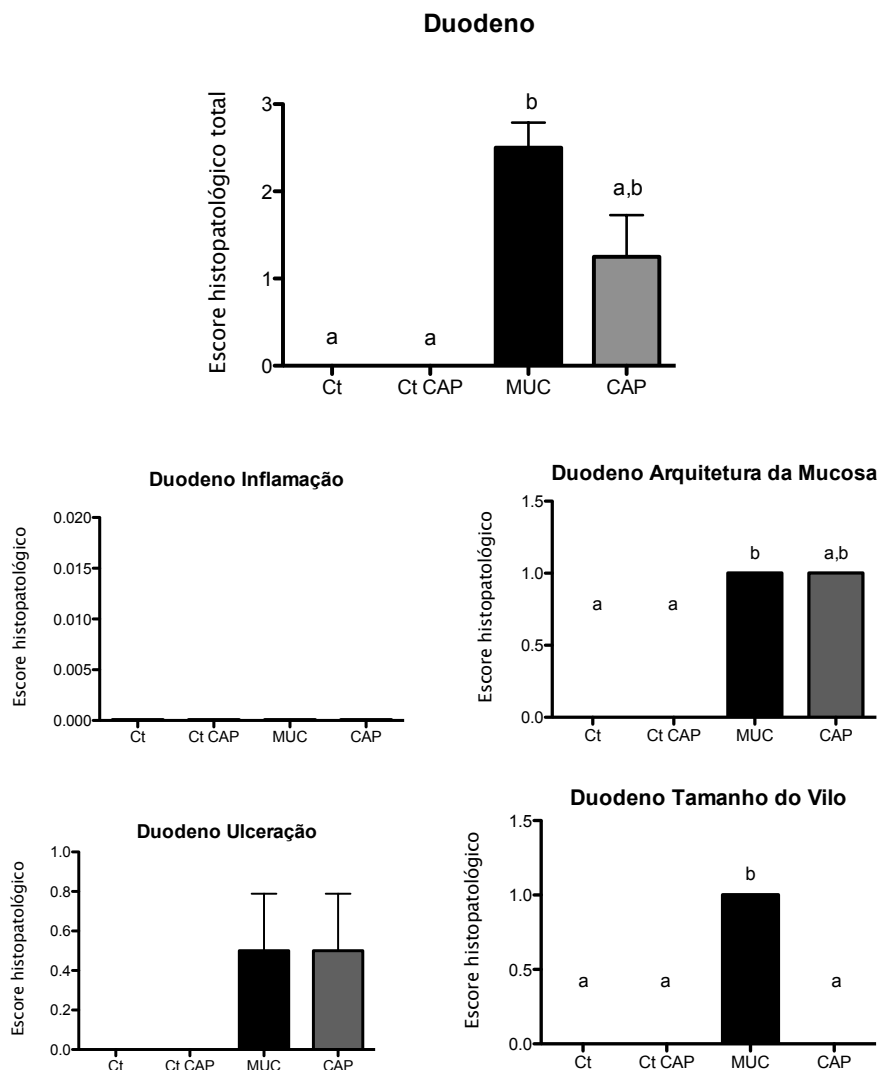 Duodeno
Escore histopatológico total
3
2
1
0
b
a,b
a
a
Ct
Ct CAP
MUC
CAP
Duodeno Inflamação
Escore histopatológico
0.020
0.015
0.010
0.005
0.000
Ct
Ct CAP
MUC
CAP
Duodeno Arquitetura da Mucosa
Escore histopatológico
1.5
1.0
0.5
0.0
a
a
b
a,b
Ct
Ct CAP
MUC
CAP
Duodeno Ulceração
Escore histopatológico
1.0
0.8
0.6
0.4
0.2
0.0
Ct
Ct CAP
MUC
CAP
Duodeno Tamanho do Vilo
Escore histopatológico
1.5
1.0
0.5
0.0
a
a
b
a
Ct
Ct CAP
MUC
CAP